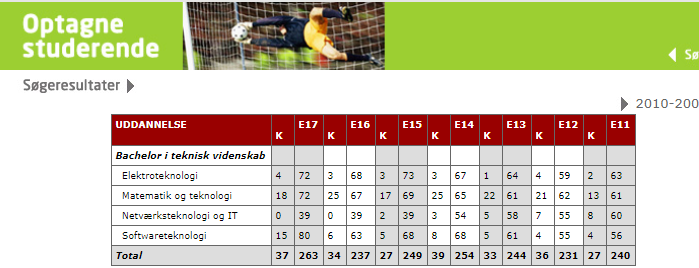 Optagne
studerende
Sø
Søgeresultater
2010-200
UDDANNELSE K E17 K E16 K E15 K E14 K E13 K E12 K E11
Bachelor i teknisk videnskab
Elektroteknologi 4 72 3 68 3 73 3 67 1 64 4 59 2 63
Matematik og teknologi 18 72 25 67 17 69 25 65 22 61 21 62 13 61
Netværksteknologi og IT 0 39 0 39 2 39 3 54 5 58 7 55 8 60
Softwareteknologi 15 80 6 63 5 68 8 68 5 61 4 55 4 56
Total 37 263 34 237 27 249 39 254 33 244 36 231 27 240